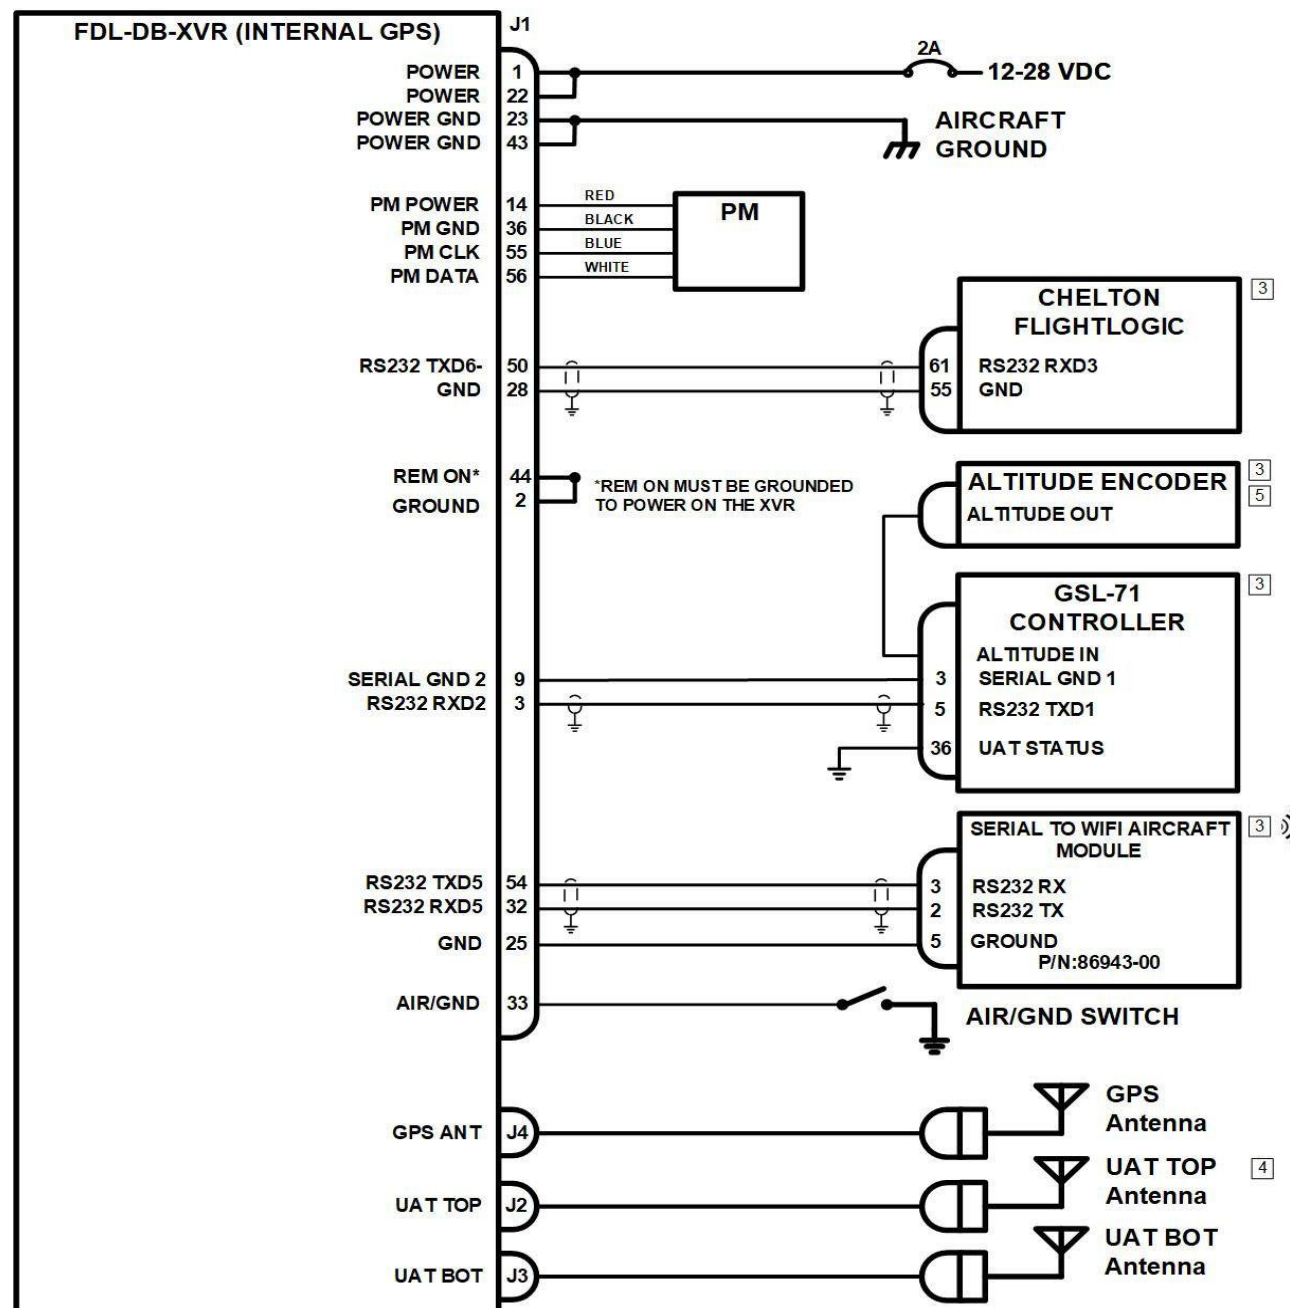 FDL-DB-XVR (INTERNAL GPS)
J1
POWER 1
POWER 22
POWER GND 23
POWER GND 43
2A
12-28 VDC
AIRCRAFT
GROUND
PM POWER 14 RED
PM GND 36 BLACK
PM CLK 55 BLUE
PM DATA 56 WHITE
PM
CHELTON
FLIGHTLOGIC
3
RS232 TXD6- 50
GND 28
61 RS232 RXD3
55 GND
REM ON* 44
GROUND 2
*REM ON MUST BE GROUNDED
TO POWER ON THE XVR
ALTITUDE ENCODER
ALTITUDE OUT
3
5
GSL-71
CONTROLLER
3
ALTITUDE IN
3 SERIAL GND 1
5 RS232 TXD1
36 UAT STATUS
SERIAL GND 2 9
RS232 RXD2 3
SERIAL TO WIFI AIRCRAFT
MODULE
3
RS232 TXD5 54
RS232 RXD5 32
GND 25
3 RS232 RX
2 RS232 TX
5 GROUND
P/N:86943-00
AIR/GND 33
AIR/GND SWITCH
GPS ANT J4
GPS
Antenna
UAT TOP J2
UAT TOP
Antenna
4
UAT BOT J3
UAT BOT
Antenna